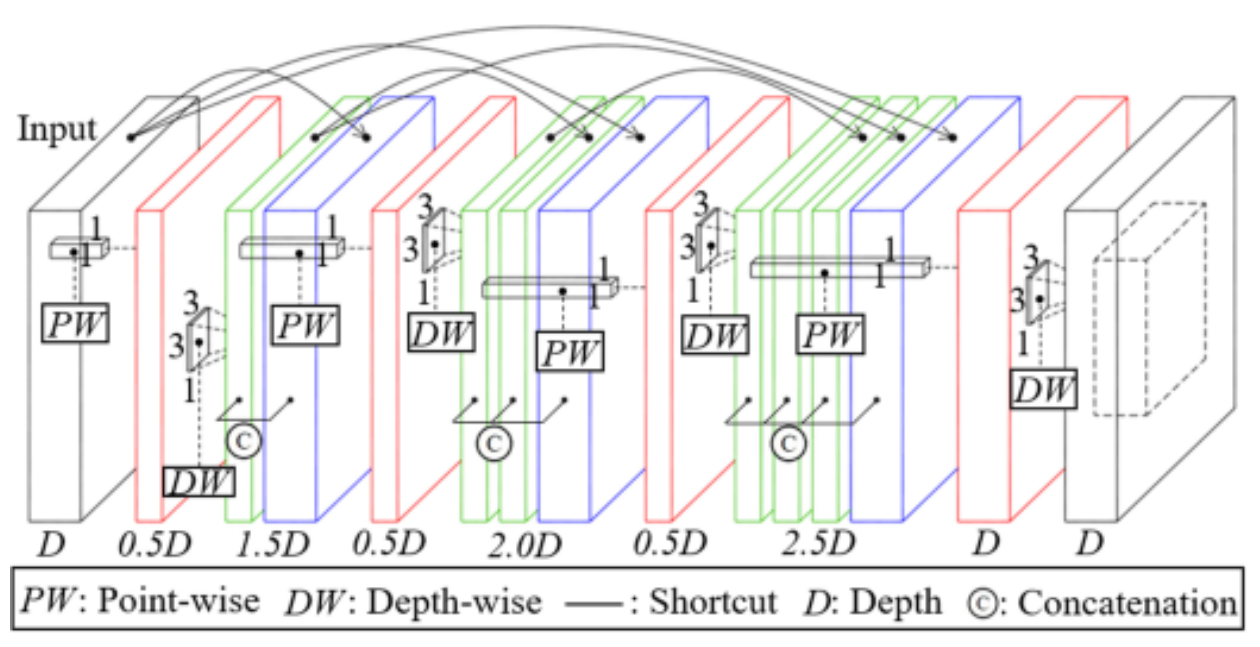 Input
1
1
PW
3
3
1
DW
1
1
PW
3
3
1
DW
1
1
PW
3
3
1
DW
1
1
PW
3
3
1
DW
C
C
C
D 0.5D 1.5D 0.5D 2.0D 0.5D 2.5D D D
PW: Point-wise DW: Depth-wise —: Shortcut D: Depth ©: Concatenation